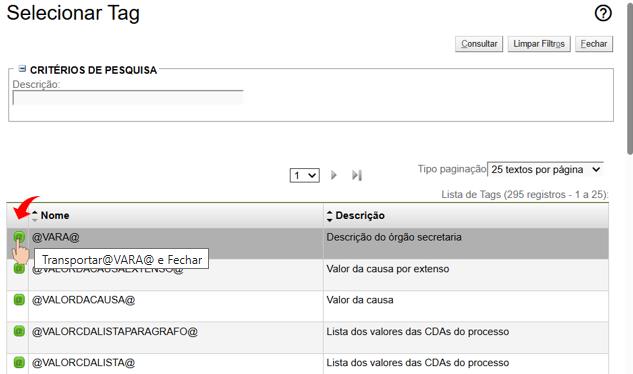 Selecionar Tag
?
Consultar
Limpar Filtros
Fechar
CRITÉRIOS DE PESQUISA
Descrição:
1
Tipo paginação
25 textos por página
Lista de Tags (295 registros - 1 a 25):
Nome
Descrição
@ @VARA@
Descrição do órgão secretaria
Transportar@VARA@ e Fechar
@ @VALORDACAUSAEXTENSO@
Valor da causa por extenso
@ @VALORDACAUSA@
Valor da causa
@ @VALORCDALISTAPARAGRAFO@
Lista dos valores das CDAs do processo
@ @VALORCDALISTA@
Lista dos valores das CDAs do processo